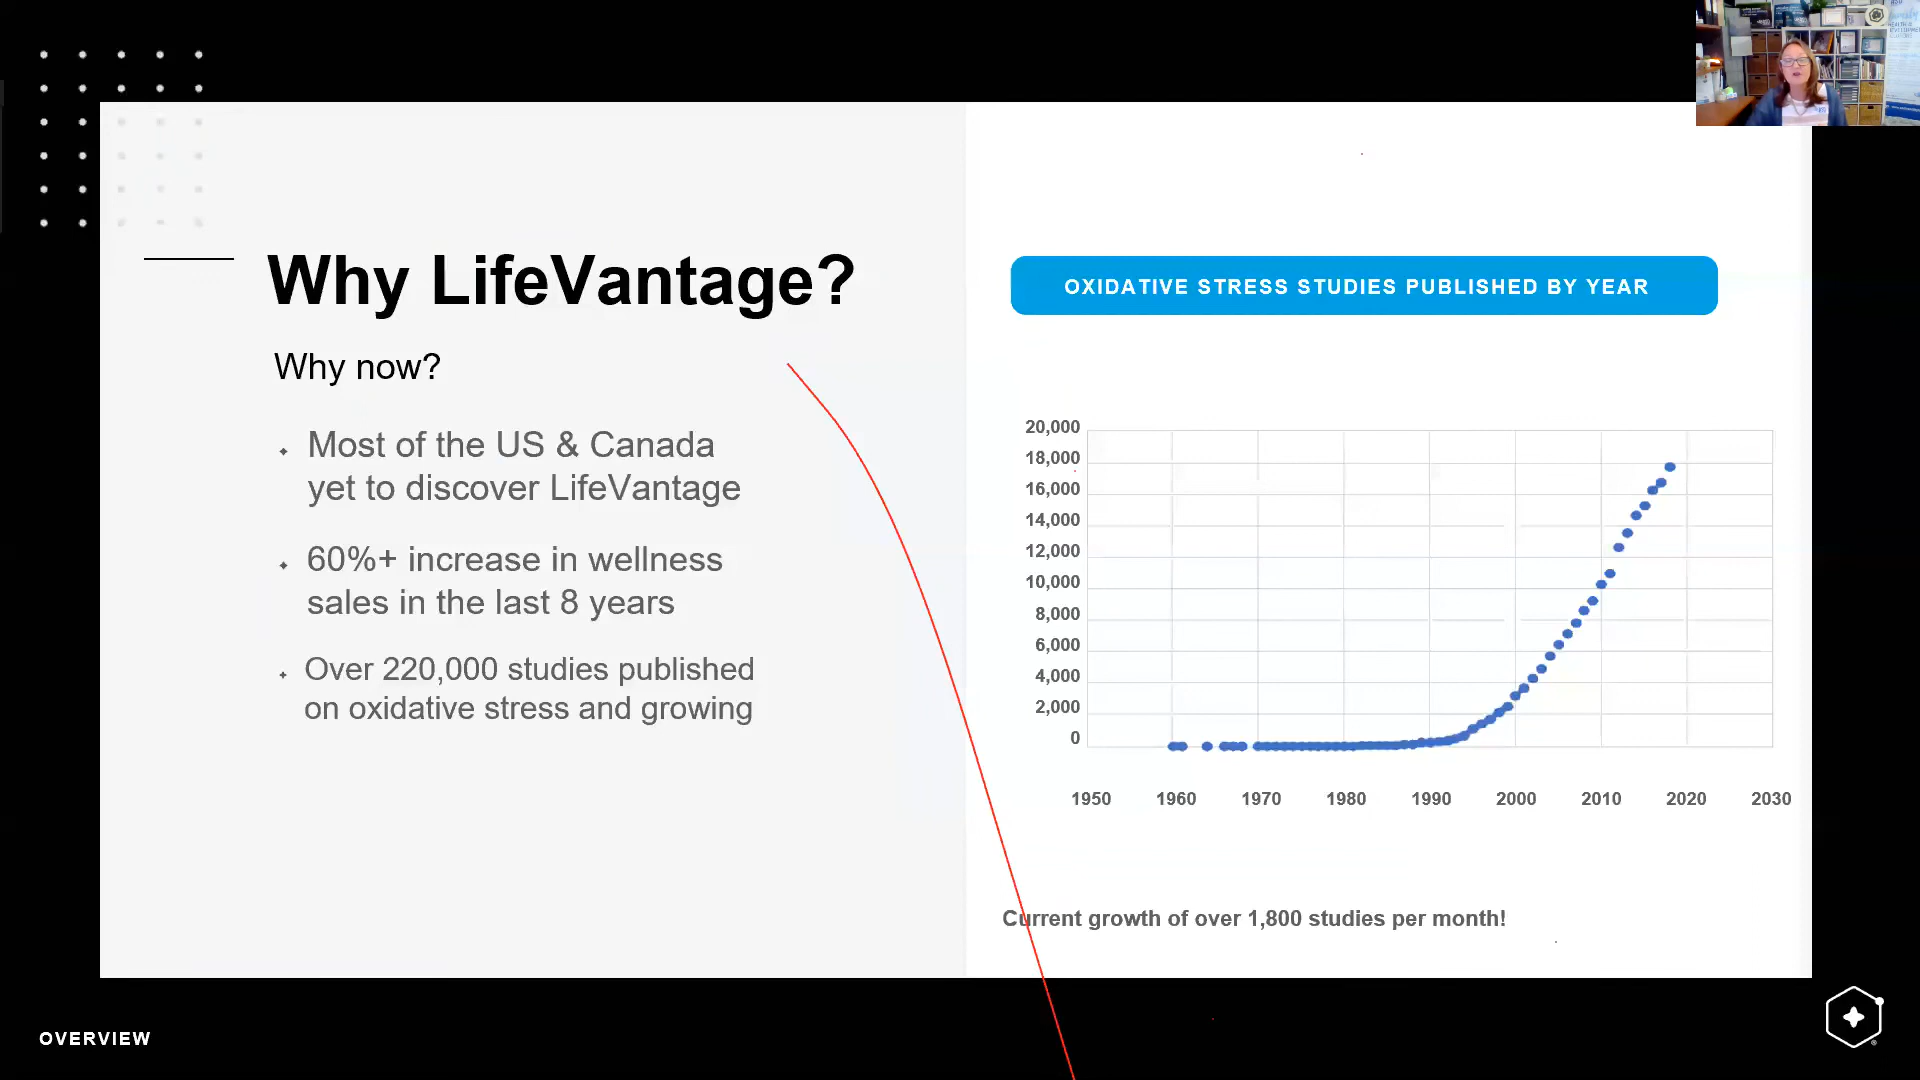 Why LifeVantage?
Why now?
Most of the US & Canada
yet to discover LifeVantage
60%+ increase in wellness
sales in the last 8 years
Over 220,000 studies published
on oxidative stress and growing
OXIDATIVE STRESS STUDIES PUBLISHED BY YEAR
20,000
18,000
16,000
14,000
12,000
10,000
8,000
6,000
4,000
2,000
0
1950 1960 1970 1980 1990 2000 2010 2020 2030
Current growth of over 1,800 studies per month!
OVERVIEW